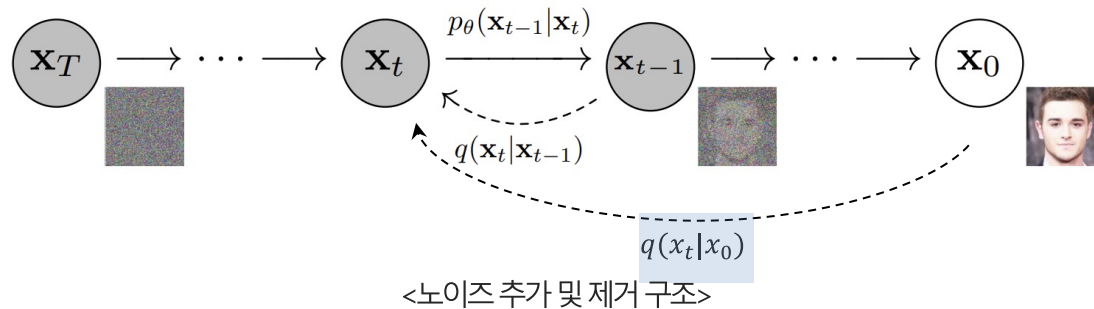 p_θ(x_{t−1}|x_t)
x_T → ⋯ → x_t → x_{t−1} → ⋯ → x_0
q(x_t|x_{t−1})
q(x_t|x_0)
<노이즈 추가 및 제거 구조>